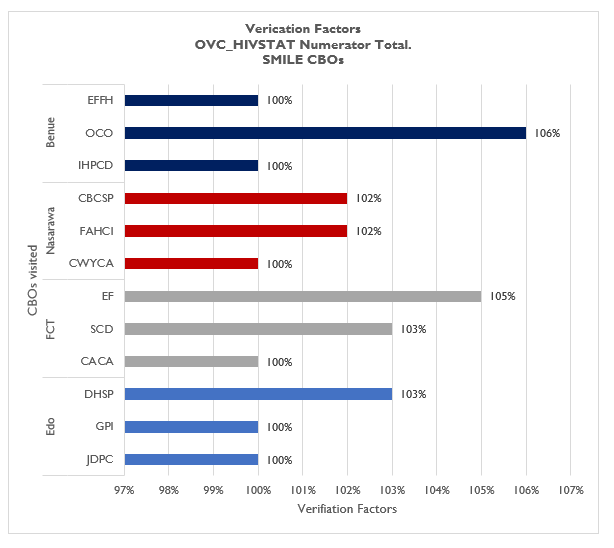 Verication Factors
OVC_HIVSTAT Numerator Total.
SMILE CBOs
CBOs visited
Benue
EFFH 100%
OCO 106%
IHPCD 100%
Nasarawa
CBCSP 102%
FAHCI 102%
CWYCA 100%
FCT
EF 105%
SCD 103%
CACA 100%
Edo
DHSP 103%
GPI 100%
JDPC 100%
97% 98% 99% 100% 101% 102% 103% 104% 105% 106% 107%
Verifiation Factors